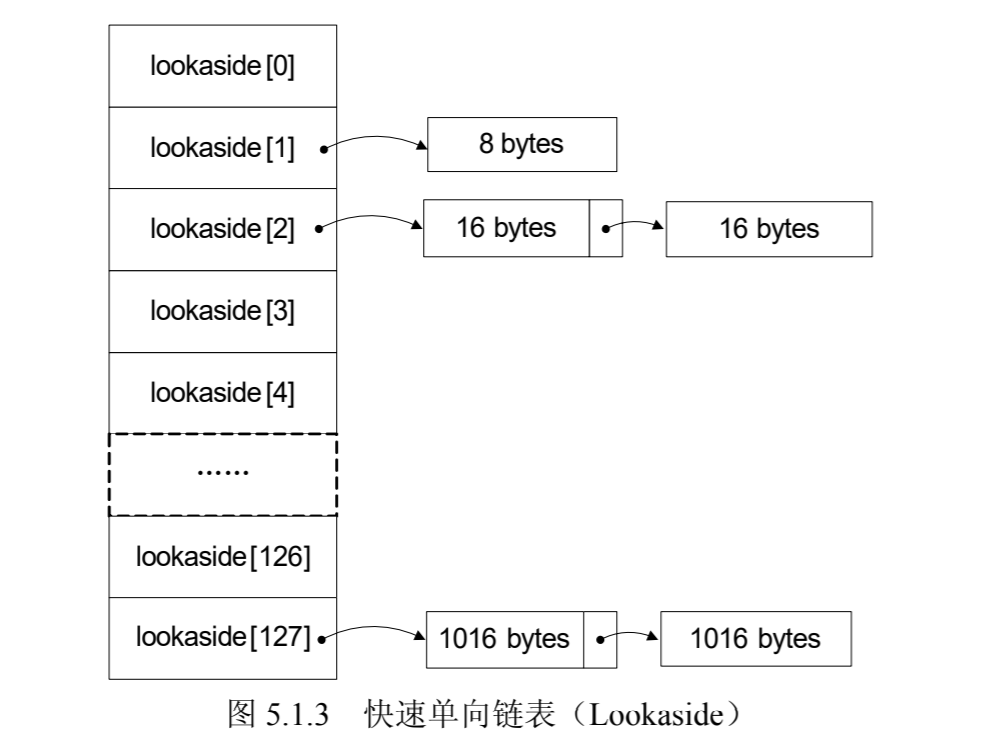 lookaside[0]
lookaside[1]
8 bytes
lookaside[2]
16 bytes
16 bytes
lookaside[3]
lookaside[4]
……
lookaside[126]
lookaside[127]
1016 bytes
1016 bytes
图 5.1.3 快速单向链表（Lookaside）